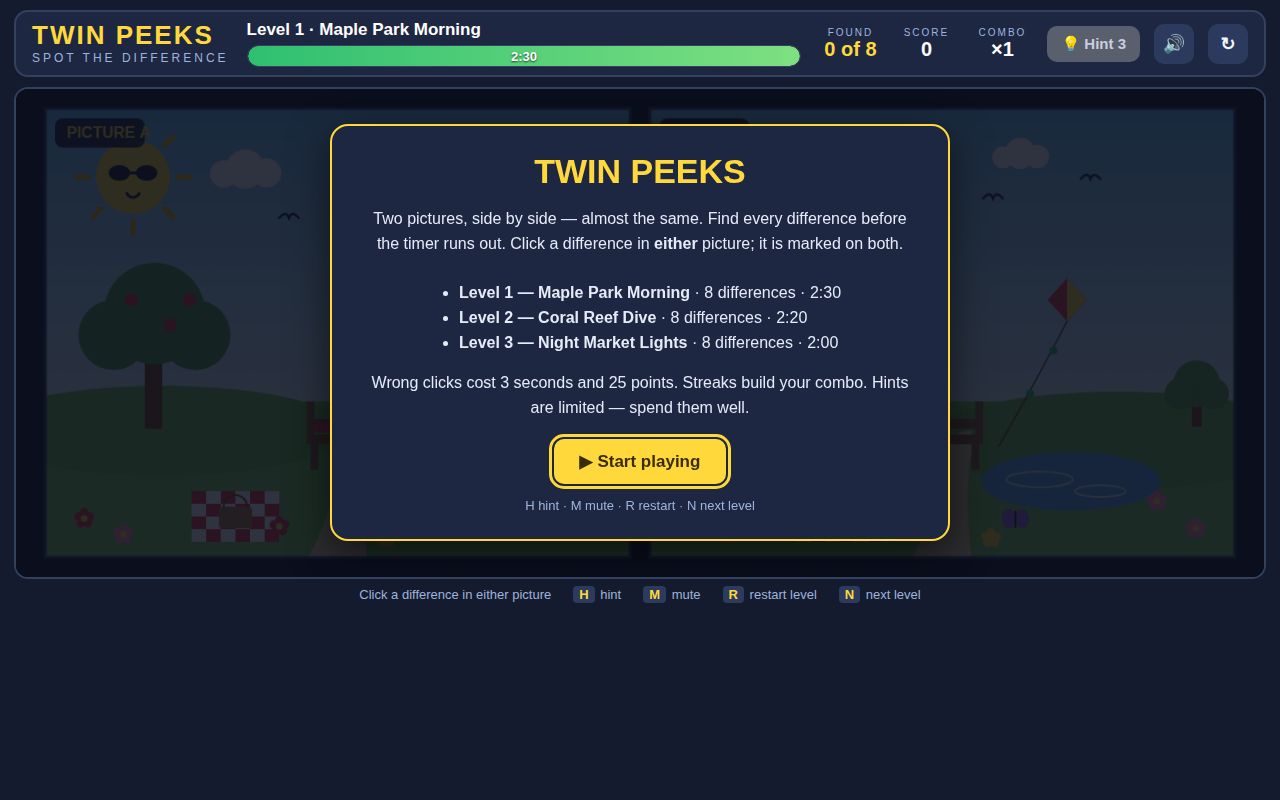 TWIN PEEKS
SPOT THE DIFFERENCE
Level 1 · Maple Park Morning
2:30
FOUND
0 of 8
SCORE
0
COMBO
×1
💡 Hint 3
🔊
↻
PICTURE A
TWIN PEEKS
Two pictures, side by side — almost the same. Find every difference before
the timer runs out. Click a difference in either picture; it is marked on both.
• Level 1 — Maple Park Morning · 8 differences · 2:30
• Level 2 — Coral Reef Dive · 8 differences · 2:20
• Level 3 — Night Market Lights · 8 differences · 2:00
Wrong clicks cost 3 seconds and 25 points. Streaks build your combo. Hints
are limited — spend them well.
▶ Start playing
H hint · M mute · R restart · N next level
Click a difference in either picture H hint M mute R restart level N next level